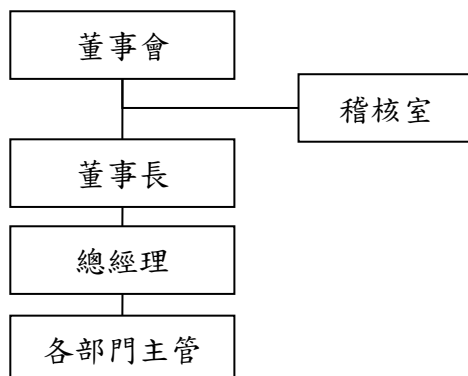 董事會
稽核室
董事長
總經理
各部門主管